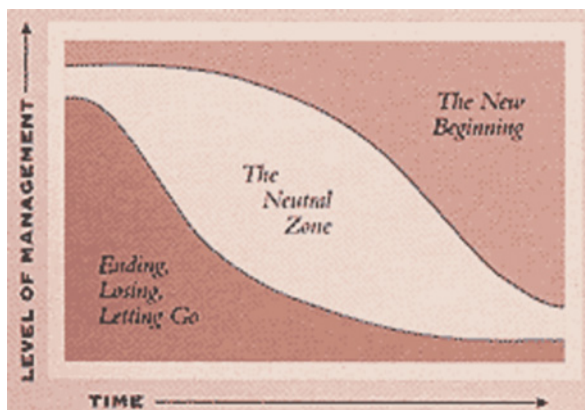 LEVEL OF MANAGEMENT
The New
Beginning
The
Neutral
Zone
Ending,
Losing,
Letting Go
TIME